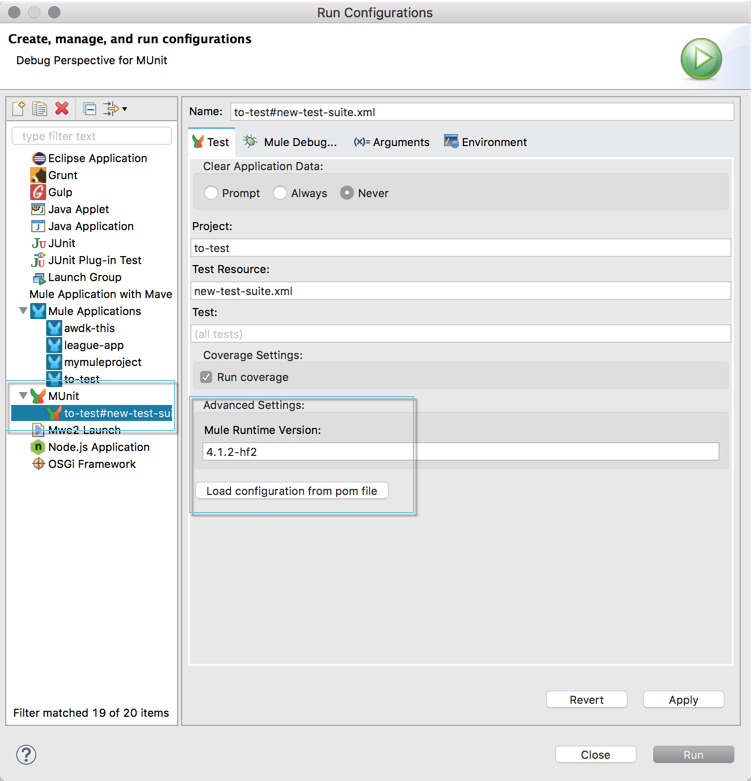 Run Configurations
Create, manage, and run configurations
Debug Perspective for MUnit
type filter text
Eclipse Application
Grunt
Gulp
Java Applet
Java Application
JUnit
JUnit Plug-in Test
Launch Group
Mule Application with Mave
Mule Applications
awdk-this
league-app
mymuleproject
to-test
MUnit
to-test#new-test-sui
Mwe2 Launch
Node.js Application
OSGi Framework
Filter matched 19 of 20 items
Name: to-test#new-test-suite.xml
Test Mule Debug... (x)= Arguments Environment
Clear Application Data:
Prompt Always Never
Project:
to-test
Test Resource:
new-test-suite.xml
Test:
(all tests)
Coverage Settings:
Run coverage
Advanced Settings:
Mule Runtime Version:
4.1.2-hf2
Load configuration from pom file
Revert Apply
? Close Run